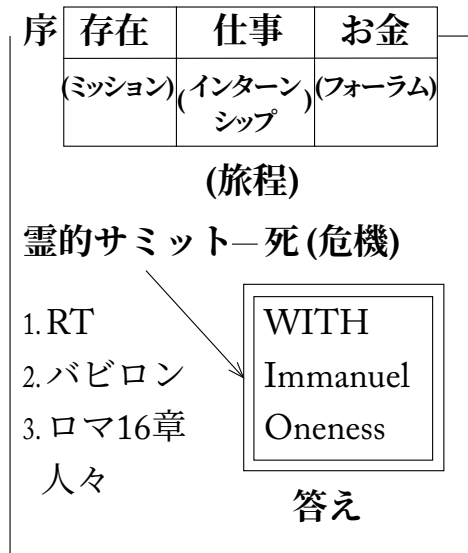 序 存在 仕事 お金
(ミッション) (インターンシップ) (フォーラム)
(旅程)
霊的サミット─死(危機)
1. RT
2. バビロン
3. ロマ16章
人々
WITH
Immanuel
Oneness
答え